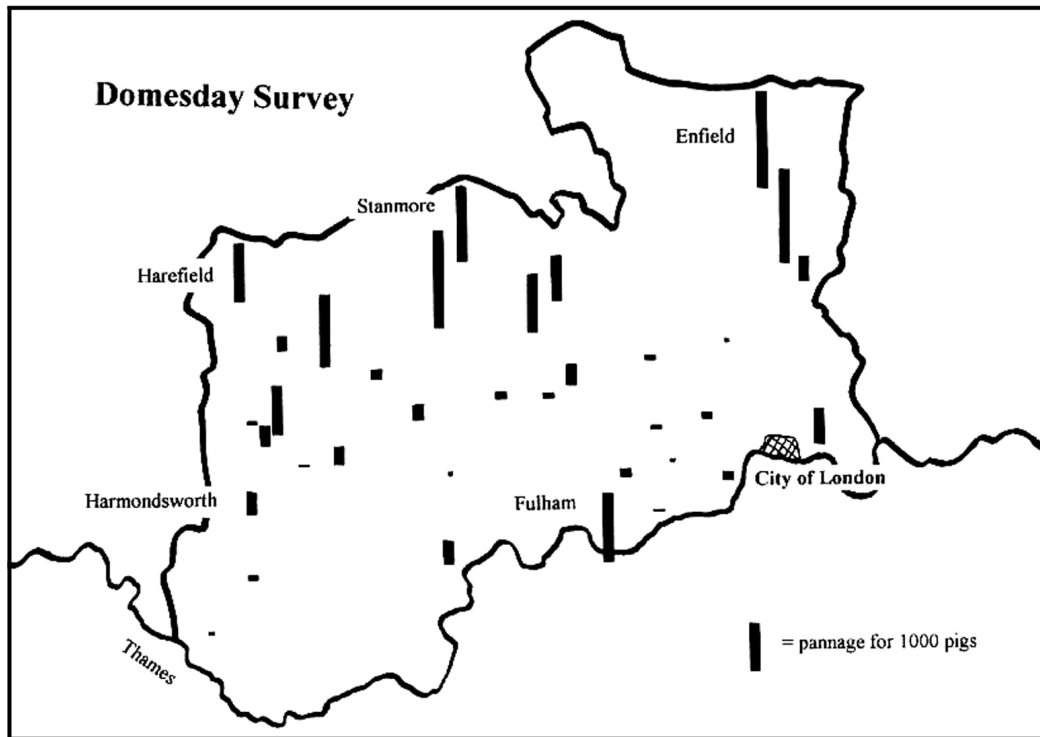 Domesday Survey
Enfield
Stanmore
Harefield
Harmondsworth
Fulham
City of London
Thames
= pannage for 1000 pigs